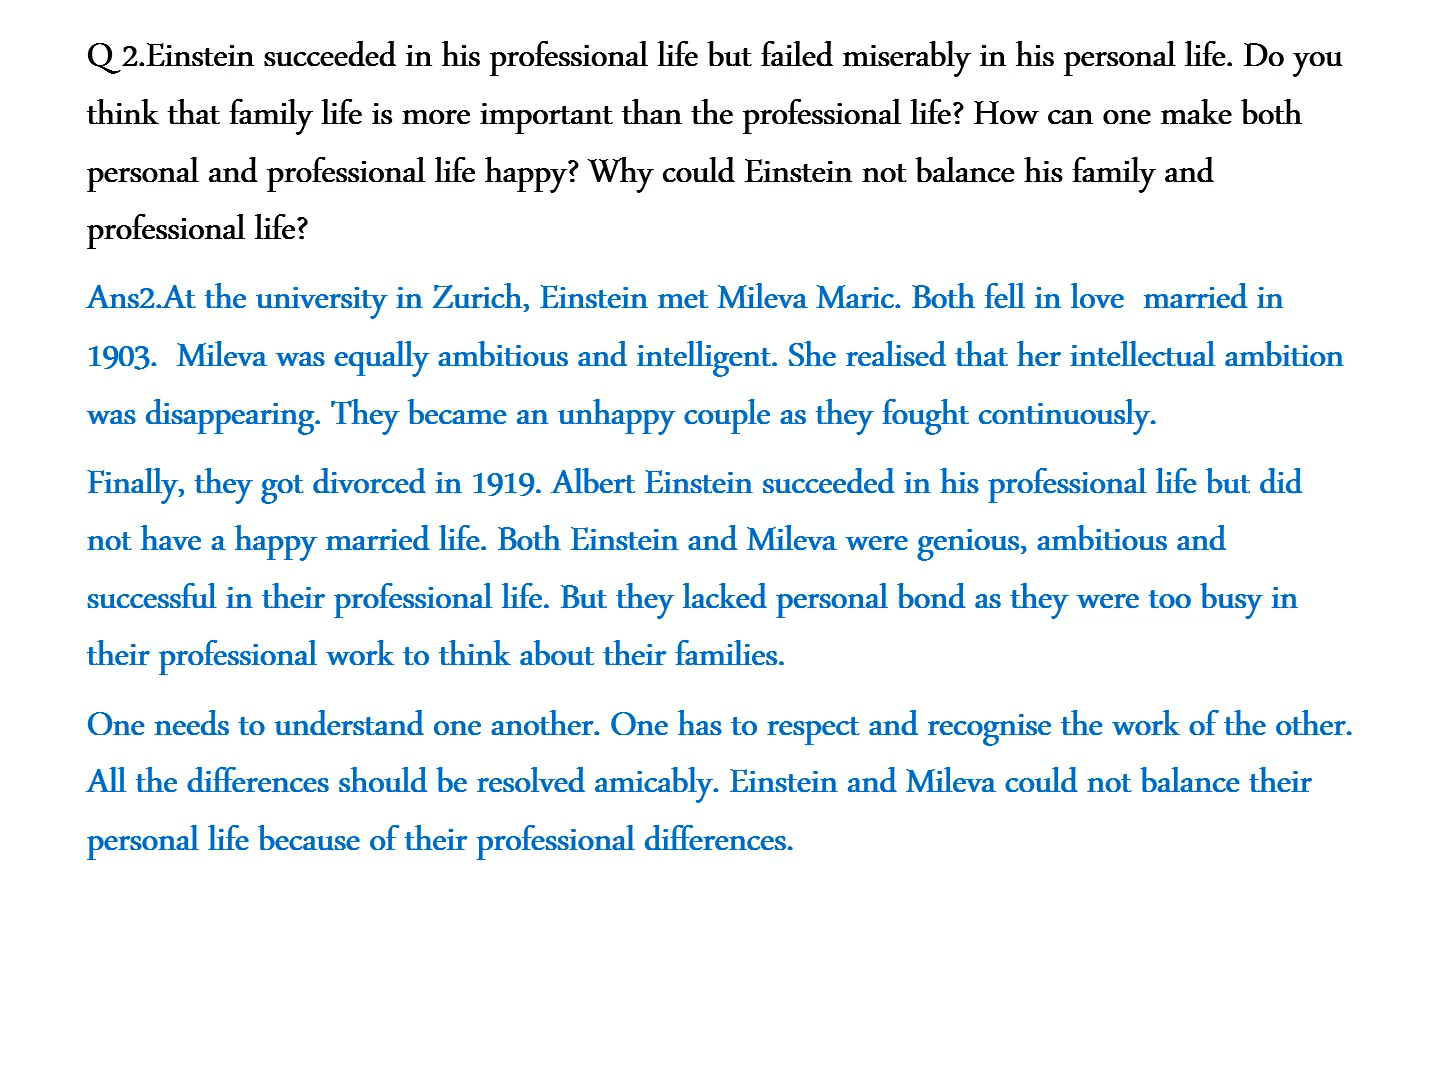 Q 2.Einstein succeeded in his professional life but failed miserably in his personal life. Do you
think that family life is more important than the professional life? How can one make both
personal and professional life happy? Why could Einstein not balance his family and
professional life?
Ans2.At the university in Zurich, Einstein met Mileva Maric. Both fell in love  married in
1903.  Mileva was equally ambitious and intelligent. She realised that her intellectual ambition
was disappearing. They became an unhappy couple as they fought continuously.
Finally, they got divorced in 1919. Albert Einstein succeeded in his professional life but did
not have a happy married life. Both Einstein and Mileva were genious, ambitious and
successful in their professional life. But they lacked personal bond as they were too busy in
their professional work to think about their families.
One needs to understand one another. One has to respect and recognise the work of the other.
All the differences should be resolved amicably. Einstein and Mileva could not balance their
personal life because of their professional differences.